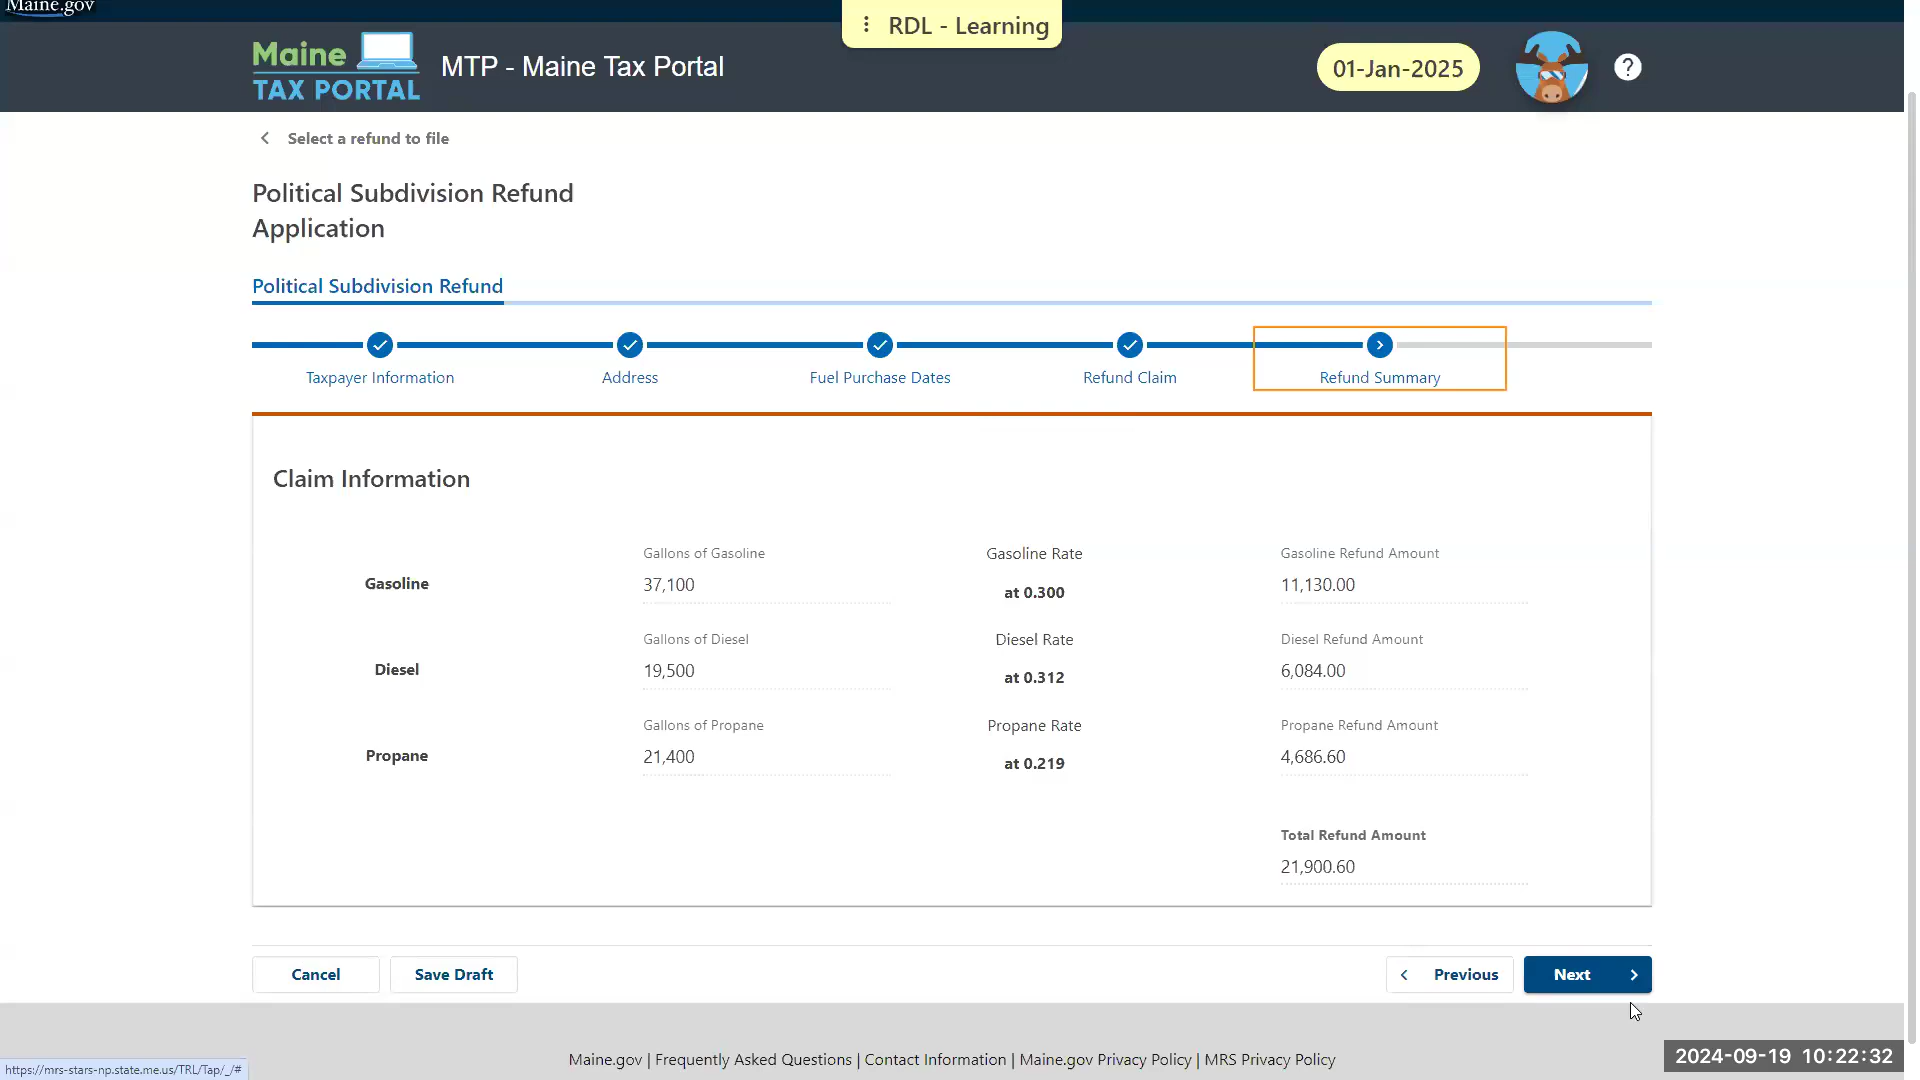 Maine.gov
RDL - Learning
Maine
TAX PORTAL
MTP - Maine Tax Portal
01-Jan-2025
?
Select a refund to file
Political Subdivision Refund
Application
Political Subdivision Refund
Taxpayer Information
Address
Fuel Purchase Dates
Refund Claim
Refund Summary
Claim Information
Gallons of Gasoline
Gasoline Rate
Gasoline Refund Amount
Gasoline
37,100
at 0.300
11,130.00
Gallons of Diesel
Diesel Rate
Diesel Refund Amount
Diesel
19,500
at 0.312
6,084.00
Gallons of Propane
Propane Rate
Propane Refund Amount
Propane
21,400
at 0.219
4,686.60
Total Refund Amount
21,900.60
Cancel
Save Draft
Previous
Next
Maine.gov | Frequently Asked Questions | Contact Information | Maine.gov Privacy Policy | MRS Privacy Policy
2024-09-19 10:22:32
https://mrs-stars-np.state.me.us/TRL/Tap/_/#